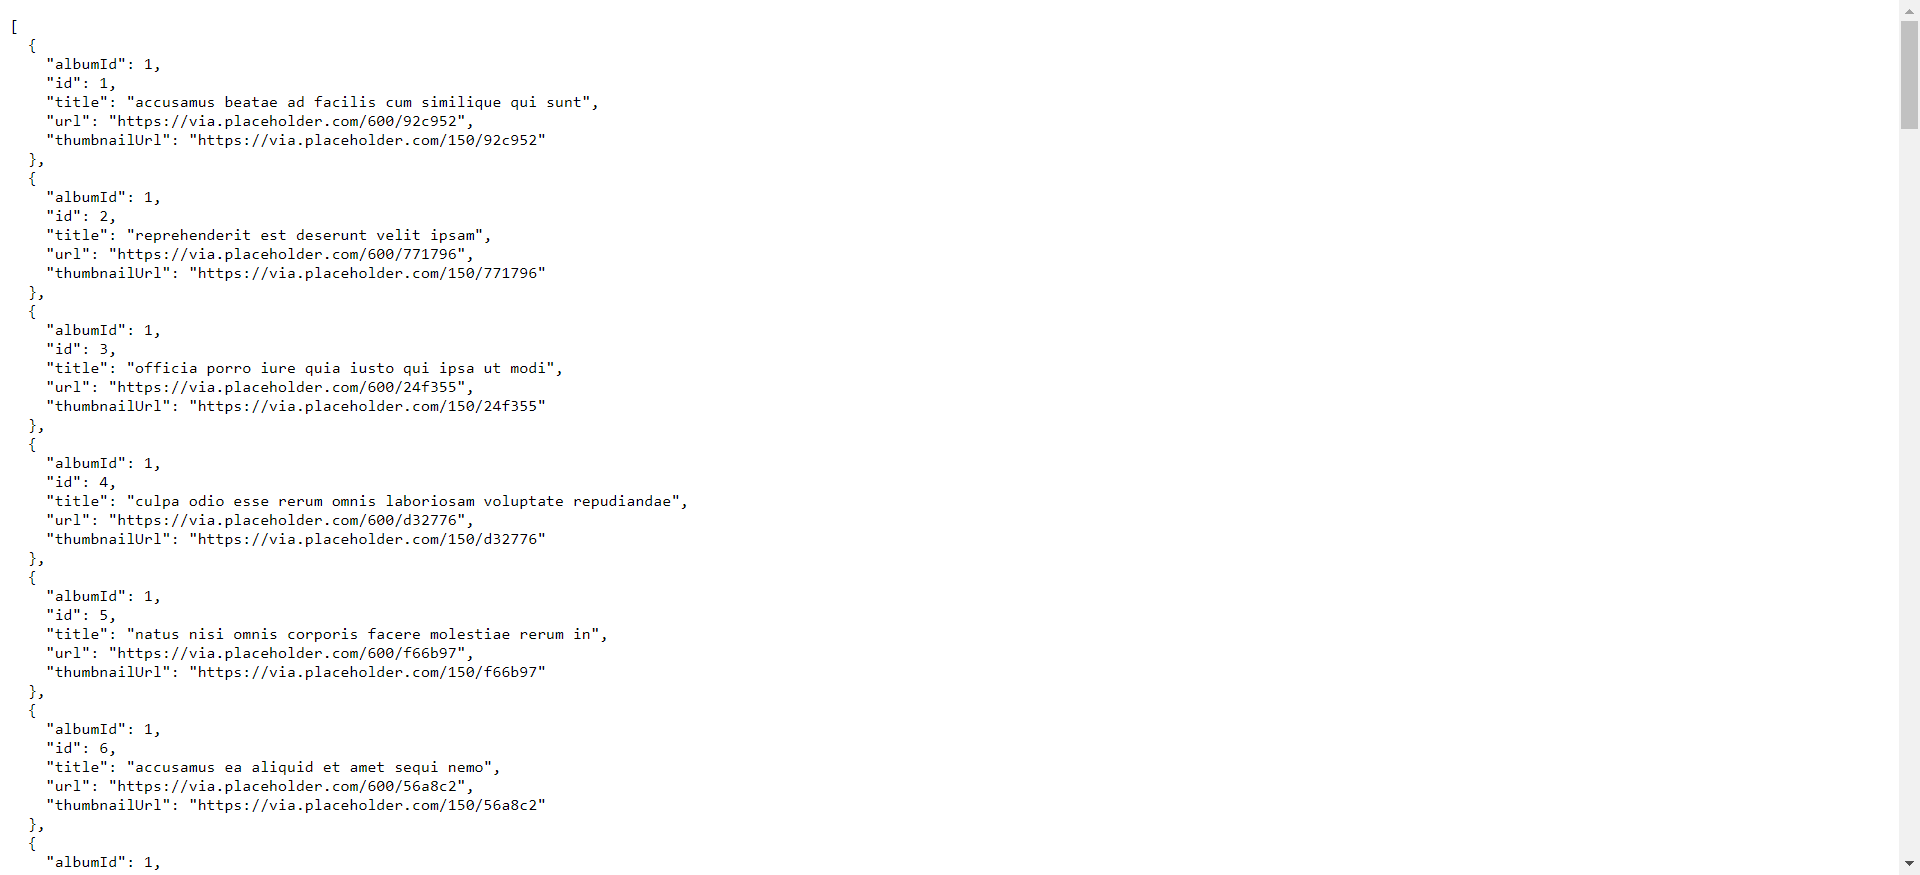 [
  {
    "albumId": 1,
    "id": 1,
    "title": "accusamus beatae ad facilis cum similique qui sunt",
    "url": "https://via.placeholder.com/600/92c952",
    "thumbnailUrl": "https://via.placeholder.com/150/92c952"
  },
  {
    "albumId": 1,
    "id": 2,
    "title": "reprehenderit est deserunt velit ipsam",
    "url": "https://via.placeholder.com/600/771796",
    "thumbnailUrl": "https://via.placeholder.com/150/771796"
  },
  {
    "albumId": 1,
    "id": 3,
    "title": "officia porro iure quia iusto qui ipsa ut modi",
    "url": "https://via.placeholder.com/600/24f355",
    "thumbnailUrl": "https://via.placeholder.com/150/24f355"
  },
  {
    "albumId": 1,
    "id": 4,
    "title": "culpa odio esse rerum omnis laboriosam voluptate repudiandae",
    "url": "https://via.placeholder.com/600/d32776",
    "thumbnailUrl": "https://via.placeholder.com/150/d32776"
  },
  {
    "albumId": 1,
    "id": 5,
    "title": "natus nisi omnis corporis facere molestiae rerum in",
    "url": "https://via.placeholder.com/600/f66b97",
    "thumbnailUrl": "https://via.placeholder.com/150/f66b97"
  },
  {
    "albumId": 1,
    "id": 6,
    "title": "accusamus ea aliquid et amet sequi nemo",
    "url": "https://via.placeholder.com/600/56a8c2",
    "thumbnailUrl": "https://via.placeholder.com/150/56a8c2"
  },
  {
    "albumId": 1,